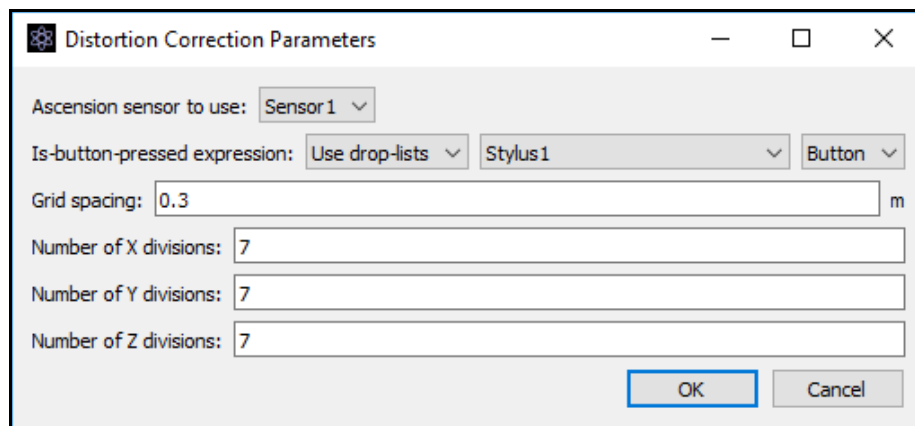 Distortion Correction Parameters
Ascension sensor to use: Sensor1
Is-button-pressed expression: Use drop-lists Stylus1 Button
Grid spacing: 0.3 m
Number of X divisions: 7
Number of Y divisions: 7
Number of Z divisions: 7
OK Cancel